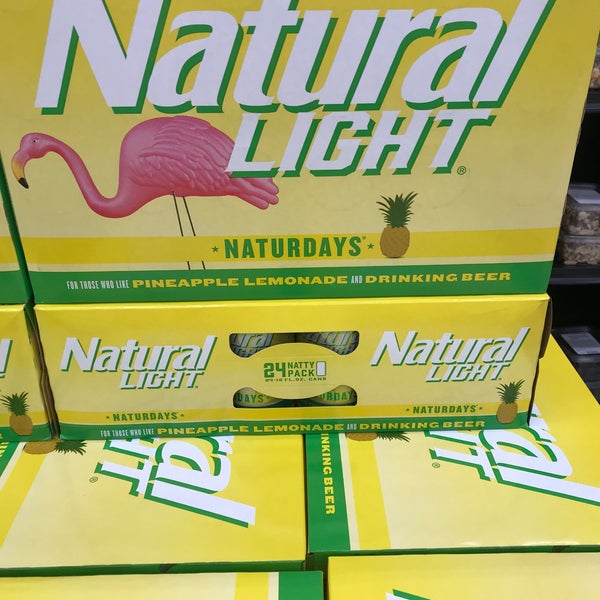 Natural
LIGHT®
★ NATURDAYS® ★
FOR THOSE WHO LIKE PINEAPPLE LEMONADE AND DRINKING BEER
Natural
LIGHT
★ NATURDAYS ★
24 NATTY PACK
24-12 FL.OZ. CANS
Natural
LIGHT
★ NATURDAYS ★
FOR THOSE WHO LIKE PINEAPPLE LEMONADE AND DRINKING BEER
NKING BEER